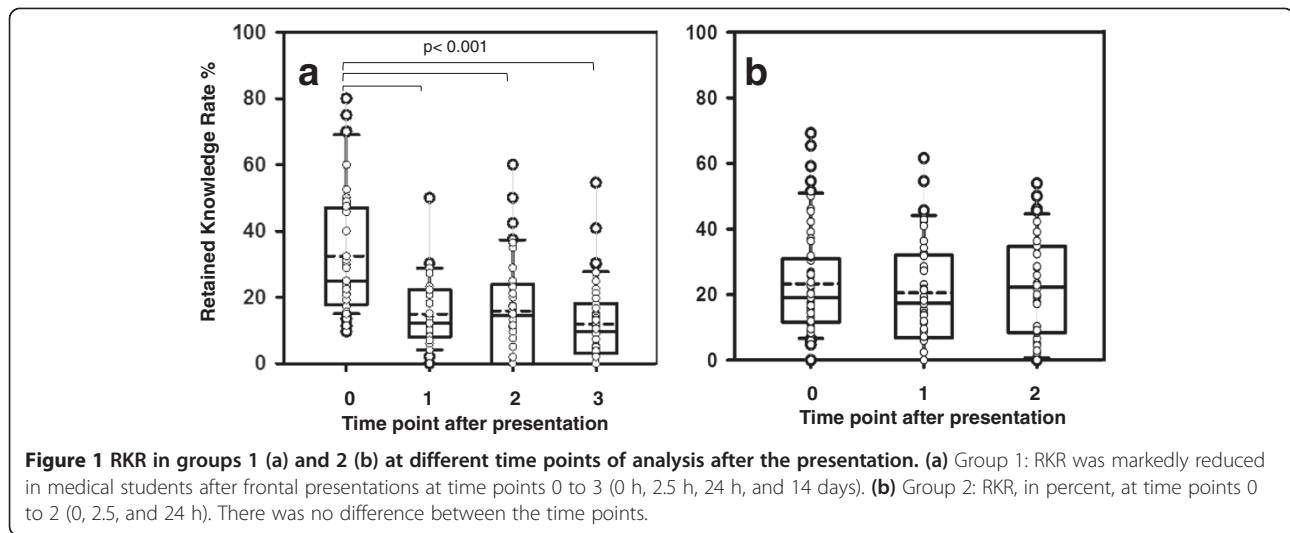 100
80
60
40
20
0
Retained Knowledge Rate %
a
p< 0.001
0 1 2 3
Time point after presentation
100
80
60
40
20
0
b
0 1 2
Time point after presentation
Figure 1 RKR in groups 1 (a) and 2 (b) at different time points of analysis after the presentation. (a) Group 1: RKR was markedly reduced
in medical students after frontal presentations at time points 0 to 3 (0 h, 2.5 h, 24 h, and 14 days). (b) Group 2: RKR, in percent, at time points 0
to 2 (0, 2.5, and 24 h). There was no difference between the time points.